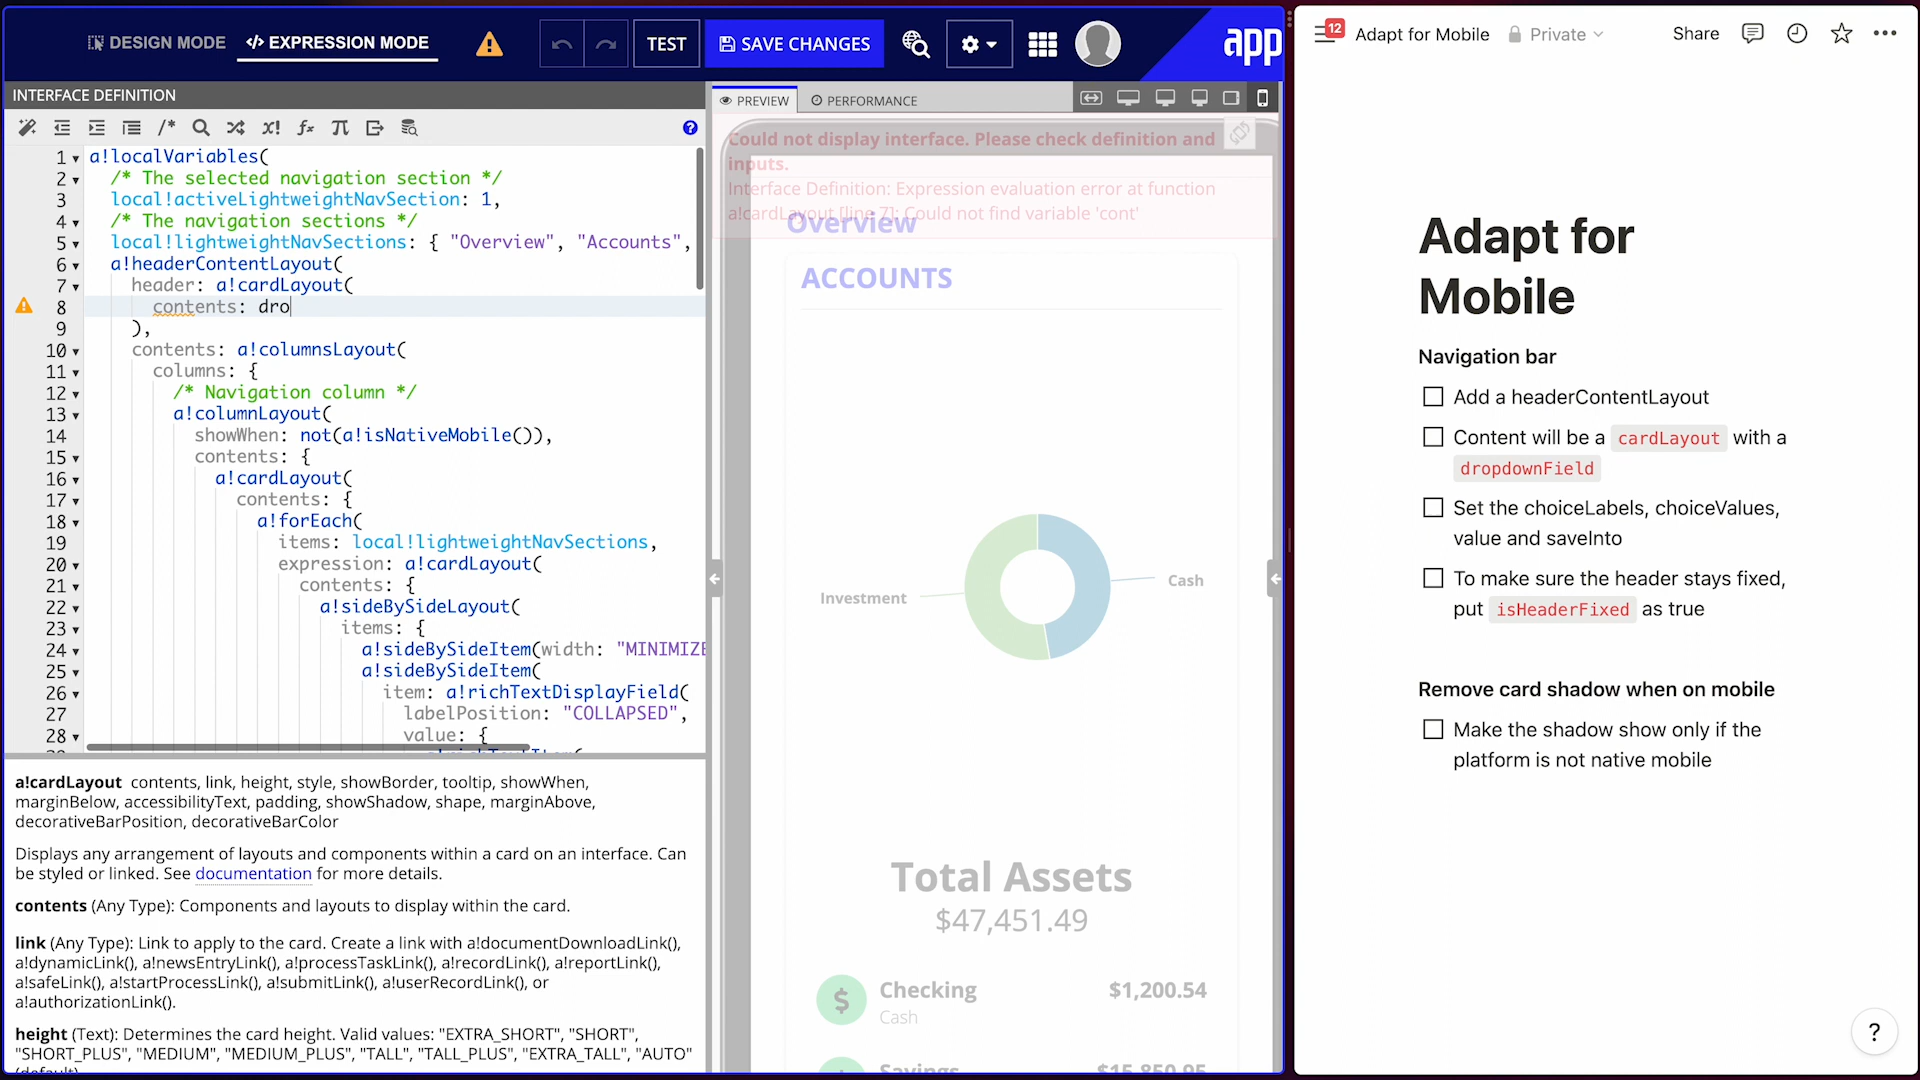 DESIGN MODE
</> EXPRESSION MODE
TEST
SAVE CHANGES
app
INTERFACE DEFINITION
/*
x!
?
1 a!localVariables(
2 /* The selected navigation section */
3 local!activeLightweightNavSection: 1,
4 /* The navigation sections */
5 local!lightweightNavSections: { "Overview", "Accounts",
6 a!headerContentLayout(
7 header: a!cardLayout(
8 contents: dro
9 ),
10 contents: a!columnsLayout(
11 columns: {
12 /* Navigation column */
13 a!columnLayout(
14 showWhen: not(a!isNativeMobile()),
15 contents: {
16 a!cardLayout(
17 contents: {
18 a!forEach(
19 items: local!lightweightNavSections,
20 expression: a!cardLayout(
21 contents: {
22 a!sideBySideLayout(
23 items: {
24 a!sideBySideItem(width: "MINIMIZE
25 a!sideBySideItem(
26 item: a!richTextDisplayField(
27 labelPosition: "COLLAPSED",
28 value: {
a!cardLayout contents, link, height, style, showBorder, tooltip, showWhen,
marginBelow, accessibilityText, padding, showShadow, shape, marginAbove,
decorativeBarPosition, decorativeBarColor
Displays any arrangement of layouts and components within a card on an interface. Can
be styled or linked. See documentation for more details.
contents (Any Type): Components and layouts to display within the card.
link (Any Type): Link to apply to the card. Create a link with a!documentDownloadLink(),
a!dynamicLink(), a!newsEntryLink(), a!processTaskLink(), a!recordLink(), a!reportLink(),
a!safeLink(), a!startProcessLink(), a!submitLink(), a!userRecordLink(), or
a!authorizationLink().
height (Text): Determines the card height. Valid values: "EXTRA_SHORT", "SHORT",
"SHORT_PLUS", "MEDIUM", "MEDIUM_PLUS", "TALL", "TALL_PLUS", "EXTRA_TALL", "AUTO"
(default)
PREVIEW
PERFORMANCE
Could not display interface. Please check definition and
inputs.
Interface Definition: Expression evaluation error at function
a!cardLayout [line 7]: Could not find variable 'cont'
Overview
ACCOUNTS
Cash
Investment
Total Assets
$47,451.49
$
Checking
$1,200.54
Cash
Savings
$15,850.95
12
Adapt for Mobile
Private
Share
Adapt for
Mobile
Navigation bar
Add a headerContentLayout
Content will be a cardLayout with a
dropdownField
Set the choiceLabels, choiceValues,
value and saveInto
To make sure the header stays fixed,
put isHeaderFixed as true
Remove card shadow when on mobile
Make the shadow show only if the
platform is not native mobile
?